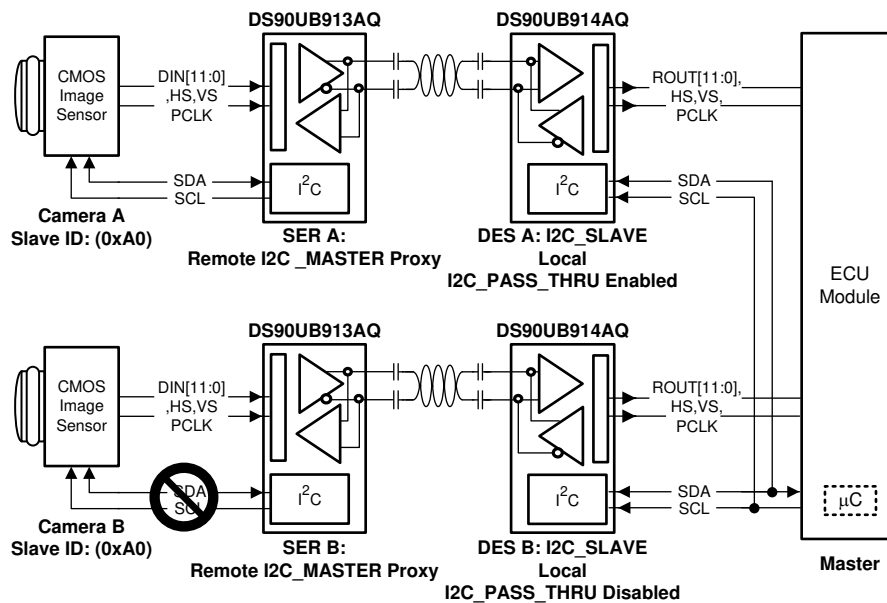 DS90UB913AQ
DS90UB914AQ
CMOS
Image
Sensor
DIN[11:0]
,HS,VS
PCLK
ROUT[11:0],
HS,VS,
PCLK
SDA
SCL
I2C
I2C
SDA
SCL
Camera A
Slave ID: (0xA0)
SER A:
Remote I2C _MASTER Proxy
DES A: I2C_SLAVE
Local
I2C_PASS_THRU Enabled
ECU
Module
DS90UB913AQ
DS90UB914AQ
CMOS
Image
Sensor
DIN[11:0]
,HS,VS
PCLK
ROUT[11:0],
HS,VS,
PCLK
SDA
SCL
I2C
I2C
SDA
SCL
μC
Camera B
Slave ID: (0xA0)
SER B:
Remote I2C_MASTER Proxy
DES B: I2C_SLAVE
Local
I2C_PASS_THRU Disabled
Master